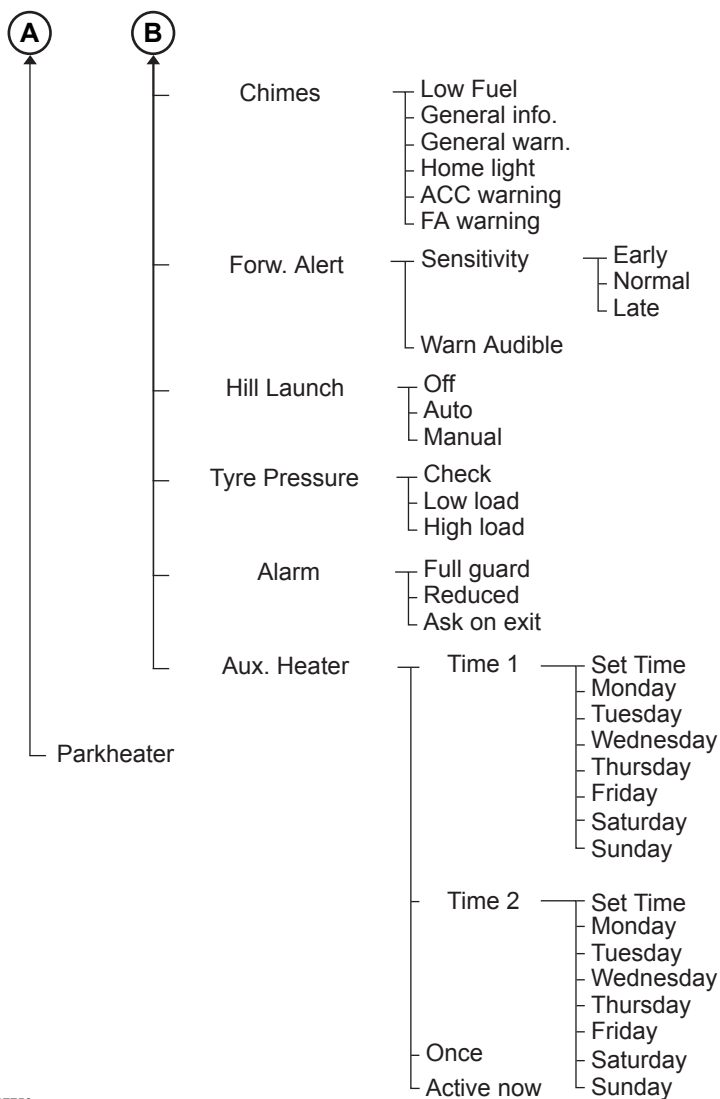 A B
Chimes
Low Fuel
General info.
General warn.
Home light
ACC warning
FA warning
Forw. Alert
Sensitivity
Early
Normal
Late
Warn Audible
Hill Launch
Off
Auto
Manual
Tyre Pressure
Check
Low load
High load
Alarm
Full guard
Reduced
Ask on exit
Aux. Heater
Time 1
Set Time
Monday
Tuesday
Wednesday
Thursday
Friday
Saturday
Sunday
Parkheater
Time 2
Set Time
Monday
Tuesday
Wednesday
Thursday
Friday
Saturday
Sunday
Once
Active now